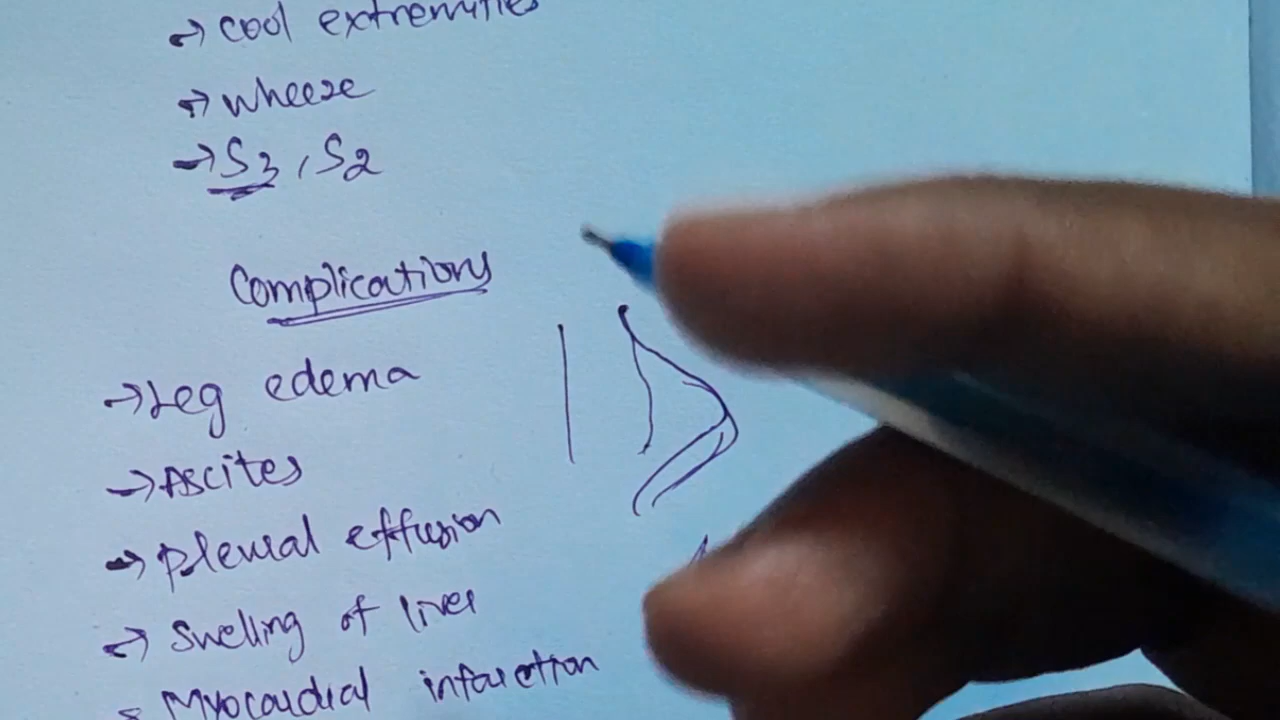 → cool extremities
→ wheeze
→ S3, S2
Complications
→ Leg edema
→ Ascites
→ pleural effusion
→ Swelling of liver
Myocardial infarction